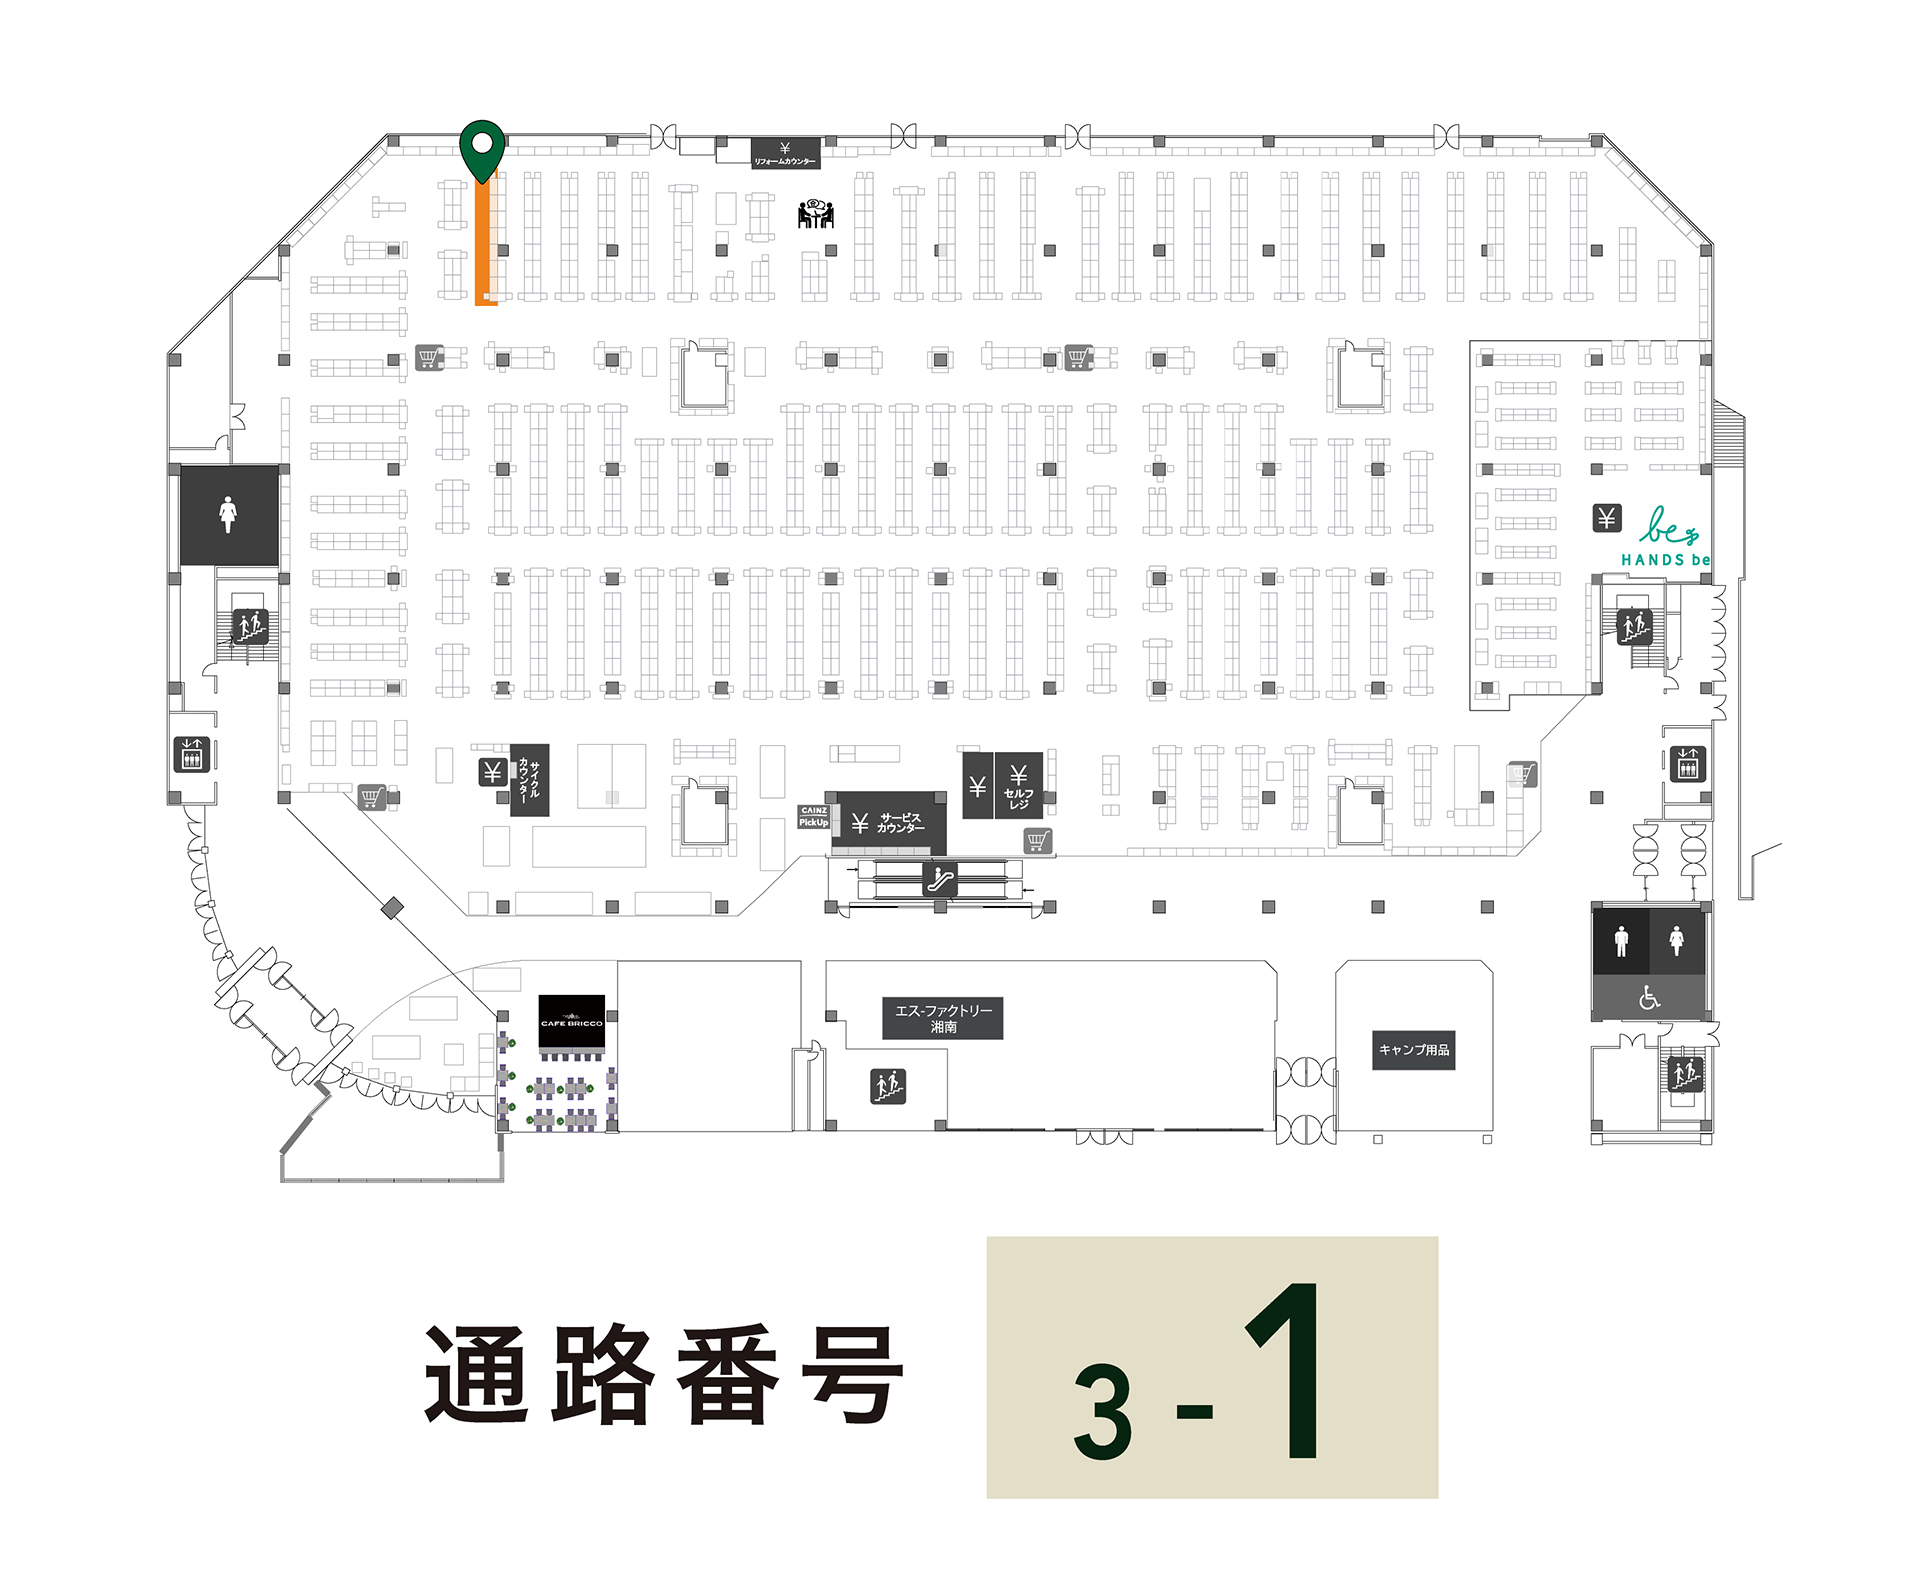 ¥
リフォームカウンター
¥
be
HANDS be
¥
サイクル
カウンター
¥
¥
セルフ
レジ
CAINZ
PickUp
¥
サービス
カウンター
CAFE BRICCO
エス-ファクトリー
湘南
キャンプ用品
通路番号
3 - 1